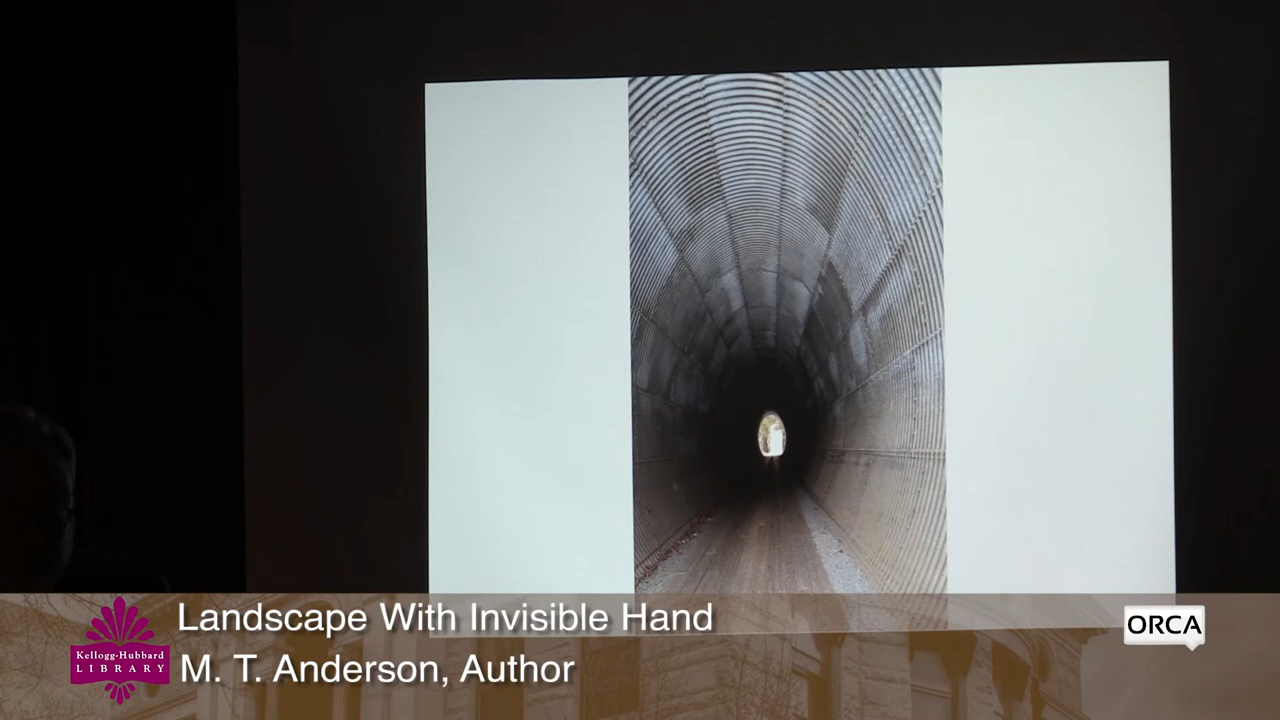 Landscape With Invisible Hand
M. T. Anderson, Author
Kellogg-Hubbard
LIBRARY
ORCA